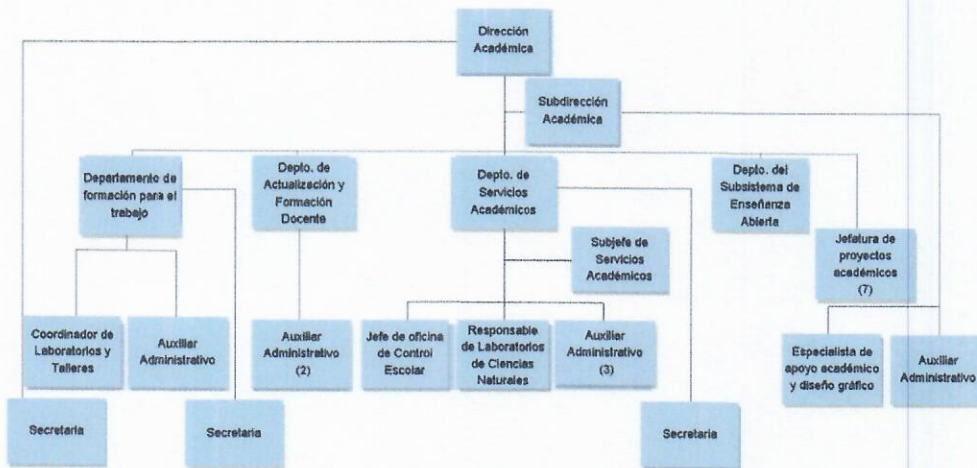 Dirección
Académica
Subdirección
Académica
Departamento de
formación para el
trabajo
Depto. de
Actualización y
Formación
Docente
Depto. de
Servicios
Académicos
Depto. del
Subsistema de
Enseñanza
Abierta
Subjefe de
Servicios
Académicos
Jefatura de
proyectos
académicos
(7)
Coordinador de
Laboratorios y
Talleres
Auxiliar
Administrativo
Auxiliar
Administrativo
(2)
Jefe de oficina
de Control
Escolar
Responsable
de Laboratorios
de Ciencias
Naturales
Auxiliar
Administrativo
(3)
Especialista de
apoyo académico
y diseño gráfico
Auxiliar
Administrativo
Secretaria
Secretaria
Secretaria